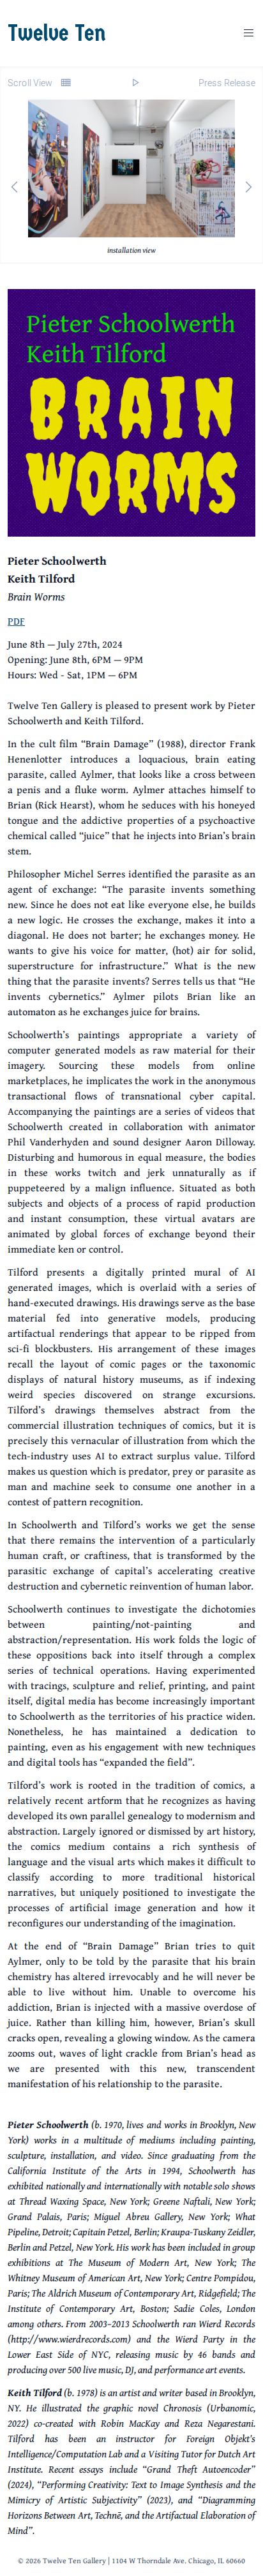 Twelve Ten
Scroll View
Press Release
installation view
Pieter Schoolwerth
Keith Tilford
BRAIN
WORMS
Pieter Schoolwerth
Keith Tilford
Brain Worms
PDF
June 8th — July 27th, 2024
Opening: June 8th, 6PM — 9PM
Hours: Wed - Sat, 1PM — 6PM
Twelve Ten Gallery is pleased to present work by Pieter
Schoolwerth and Keith Tilford.
In the cult film “Brain Damage” (1988), director Frank
Henenlotter introduces a loquacious, brain eating
parasite, called Aylmer, that looks like a cross between
a penis and a fluke worm. Aylmer attaches himself to
Brian (Rick Hearst), whom he seduces with his honeyed
tongue and the addictive properties of a psychoactive
chemical called “juice” that he injects into Brian’s brain
stem.
Philosopher Michel Serres identified the parasite as an
agent of exchange: “The parasite invents something
new. Since he does not eat like everyone else, he builds
a new logic. He crosses the exchange, makes it into a
diagonal. He does not barter; he exchanges money. He
wants to give his voice for matter, (hot) air for solid,
superstructure for infrastructure.” What is the new
thing that the parasite invents? Serres tells us that “He
invents cybernetics.” Aylmer pilots Brian like an
automaton as he exchanges juice for brains.
Schoolwerth’s paintings appropriate a variety of
computer generated models as raw material for their
imagery. Sourcing these models from online
marketplaces, he implicates the work in the anonymous
transactional flows of transnational cyber capital.
Accompanying the paintings are a series of videos that
Schoolwerth created in collaboration with animator
Phil Vanderhyden and sound designer Aaron Dilloway.
Disturbing and humorous in equal measure, the bodies
in these works twitch and jerk unnaturally as if
puppeteered by a malign influence. Situated as both
subjects and objects of a process of rapid production
and instant consumption, these virtual avatars are
animated by global forces of exchange beyond their
immediate ken or control.
Tilford presents a digitally printed mural of AI
generated images, which is overlaid with a series of
hand-executed drawings. His drawings serve as the base
material fed into generative models, producing
artifactual renderings that appear to be ripped from
sci-fi blockbusters. His arrangement of these images
recall the layout of comic pages or the taxonomic
displays of natural history museums, as if indexing
weird species discovered on strange excursions.
Tilford’s drawings themselves abstract from the
commercial illustration techniques of comics, but it is
precisely this vernacular of illustration from which the
tech-industry uses AI to extract surplus value. Tilford
makes us question which is predator, prey or parasite as
man and machine seek to consume one another in a
contest of pattern recognition.
In Schoolwerth and Tilford’s works we get the sense
that there remains the intervention of a particularly
human craft, or craftiness, that is transformed by the
parasitic exchange of capital’s accelerating creative
destruction and cybernetic reinvention of human labor.
Schoolwerth continues to investigate the dichotomies
between painting/not-painting and
abstraction/representation. His work folds the logic of
these oppositions back into itself through a complex
series of technical operations. Having experimented
with tracings, sculpture and relief, printing, and paint
itself, digital media has become increasingly important
to Schoolwerth as the territories of his practice widen.
Nonetheless, he has maintained a dedication to
painting, even as his engagement with new techniques
and digital tools has “expanded the field”.
Tilford’s work is rooted in the tradition of comics, a
relatively recent artform that he recognizes as having
developed its own parallel genealogy to modernism and
abstraction. Largely ignored or dismissed by art history,
the comics medium contains a rich synthesis of
language and the visual arts which makes it difficult to
classify according to more traditional historical
narratives, but uniquely positioned to investigate the
processes of artificial image generation and how it
reconfigures our understanding of the imagination.
At the end of “Brain Damage” Brian tries to quit
Aylmer, only to be told by the parasite that his brain
chemistry has altered irrevocably and he will never be
able to live without him. Unable to overcome his
addiction, Brian is injected with a massive overdose of
juice. Rather than killing him, however, Brian’s skull
cracks open, revealing a glowing window. As the camera
zooms out, waves of light crackle from Brian’s head as
we are presented with this new, transcendent
manifestation of his relationship to the parasite.
Pieter Schoolwerth (b. 1970, lives and works in Brooklyn, New
York) works in a multitude of mediums including painting,
sculpture, installation, and video. Since graduating from the
California Institute of the Arts in 1994, Schoolwerth has
exhibited nationally and internationally with notable solo shows
at Thread Waxing Space, New York; Greene Naftali, New York;
Grand Palais, Paris; Miguel Abreu Gallery, New York; What
Pipeline, Detroit; Capitain Petzel, Berlin; Kraupa-Tuskany Zeidler,
Berlin and Petzel, New York. His work has been included in group
exhibitions at The Museum of Modern Art, New York; The
Whitney Museum of American Art, New York; Centre Pompidou,
Paris; The Aldrich Museum of Contemporary Art, Ridgefield; The
Institute of Contemporary Art, Boston; Sadie Coles, London
among others. From 2003–2013 Schoolwerth ran Wierd Records
(http://www.wierdrecords.com) and the Wierd Party in the
Lower East Side of NYC, releasing music by 46 bands and
producing over 500 live music, DJ, and performance art events.
Keith Tilford (b. 1978) is an artist and writer based in Brooklyn,
NY. He illustrated the graphic novel Chronosis (Urbanomic,
2022) co-created with Robin MacKay and Reza Negarestani.
Tilford has been an instructor for Foreign Objekt’s
Intelligence/Computation Lab and a Visiting Tutor for Dutch Art
Institute. Recent essays include “Grand Theft Autoencoder”
(2024), “Performing Creativity: Text to Image Synthesis and the
Mimicry of Artistic Subjectivity” (2023), and “Diagramming
Horizons Between Art, Technē, and the Artifactual Elaboration of
Mind”.
© 2026 Twelve Ten Gallery | 1104 W Thorndale Ave. Chicago, IL 60660